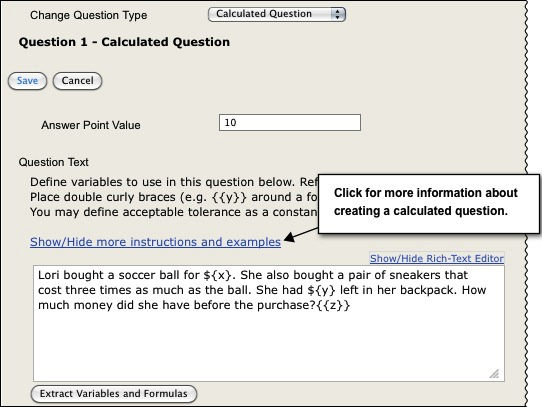 Change Question Type Calculated Question
Question 1 - Calculated Question
Save Cancel
Answer Point Value 10
Question Text
Define variables to use in this question below.
Place double curly braces (e.g. {{y}} around a
You may define acceptable tolerance as a
Click for more information about
creating a calculated question.
Show/Hide more instructions and examples
Show/Hide Rich-Text Editor
Lori bought a soccer ball for ${x}. She also bought a pair of sneakers that
cost three times as much as the ball. She had ${y} left in her backpack. How
much money did she have before the purchase?{{z}}
Extract Variables and Formulas